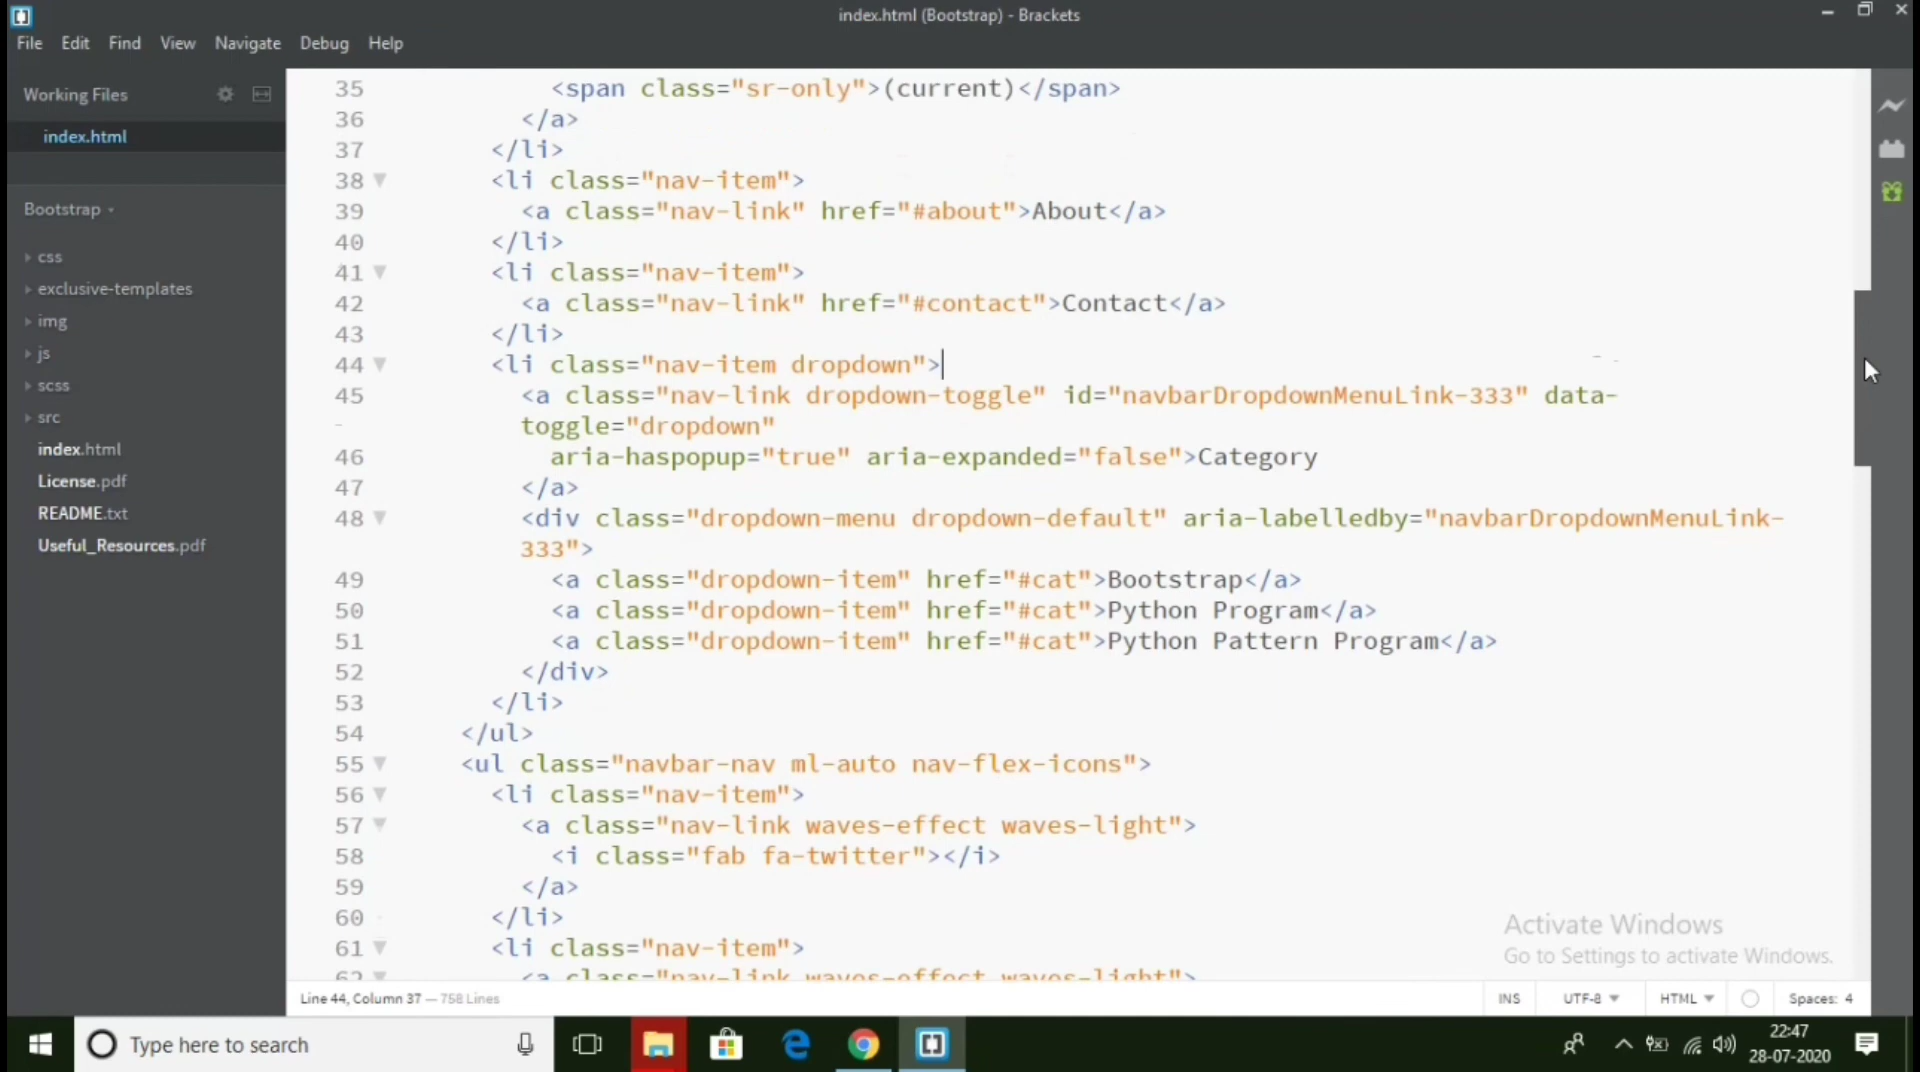 index.html (Bootstrap) - Brackets
File Edit Find View Navigate Debug Help
Working Files
index.html
Bootstrap
css
exclusive-templates
img
js
scss
src
index.html
License.pdf
README.txt
Useful_Resources.pdf
35 <span class="sr-only">(current)</span>
36 </a>
37 </li>
38 <li class="nav-item">
39 <a class="nav-link" href="#about">About</a>
40 </li>
41 <li class="nav-item">
42 <a class="nav-link" href="#contact">Contact</a>
43 </li>
44 <li class="nav-item dropdown">
45 <a class="nav-link dropdown-toggle" id="navbarDropdownMenuLink-333" data-
toggle="dropdown"
46 aria-haspopup="true" aria-expanded="false">Category
47 </a>
48 <div class="dropdown-menu dropdown-default" aria-labelledby="navbarDropdownMenuLink-
333">
49 <a class="dropdown-item" href="#cat">Bootstrap</a>
50 <a class="dropdown-item" href="#cat">Python Program</a>
51 <a class="dropdown-item" href="#cat">Python Pattern Program</a>
52 </div>
53 </li>
54 </ul>
55 <ul class="navbar-nav ml-auto nav-flex-icons">
56 <li class="nav-item">
57 <a class="nav-link waves-effect waves-light">
58 <i class="fab fa-twitter"></i>
59 </a>
60 </li>
61 <li class="nav-item">
62 <a class="nav-link waves-effect waves-light">
Activate Windows
Go to Settings to activate Windows.
Line 44, Column 37 — 758 Lines
INS UTF-8 HTML Spaces: 4
Type here to search
22:47
28-07-2020